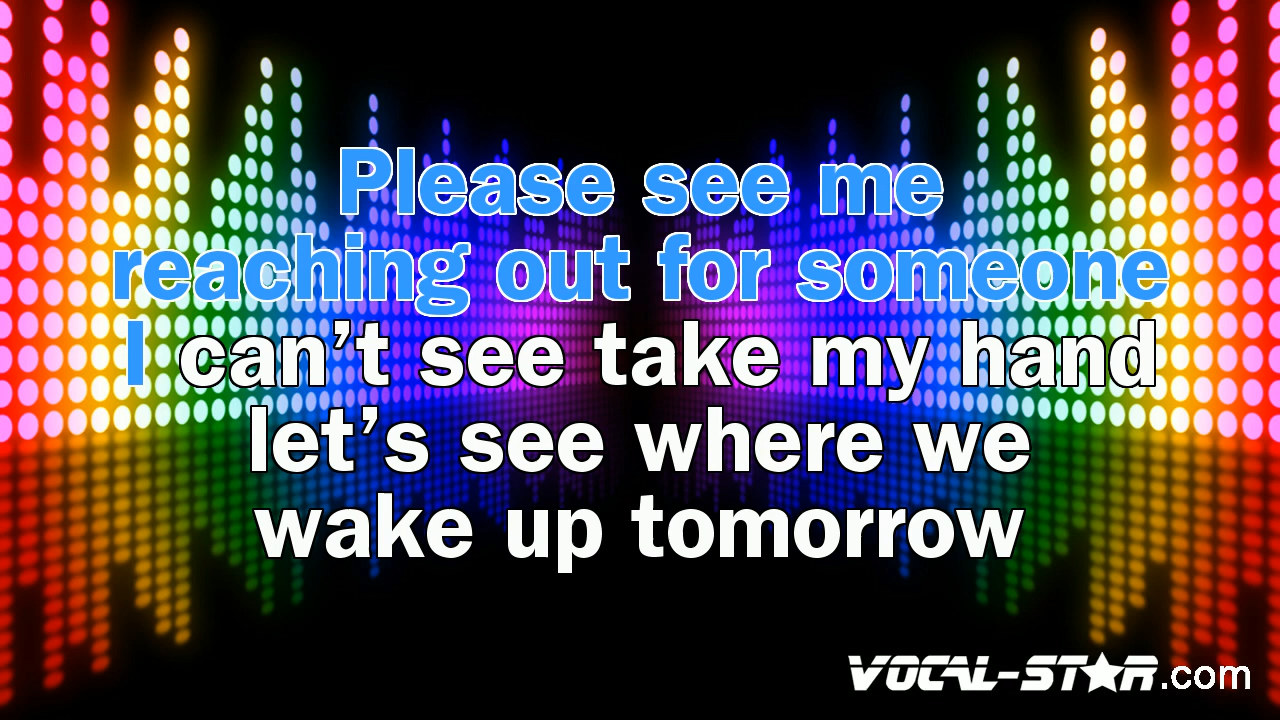 Please see me
reaching out for someone
I can't see take my hand
let's see where we
wake up tomorrow
VOCAL-STAR.com